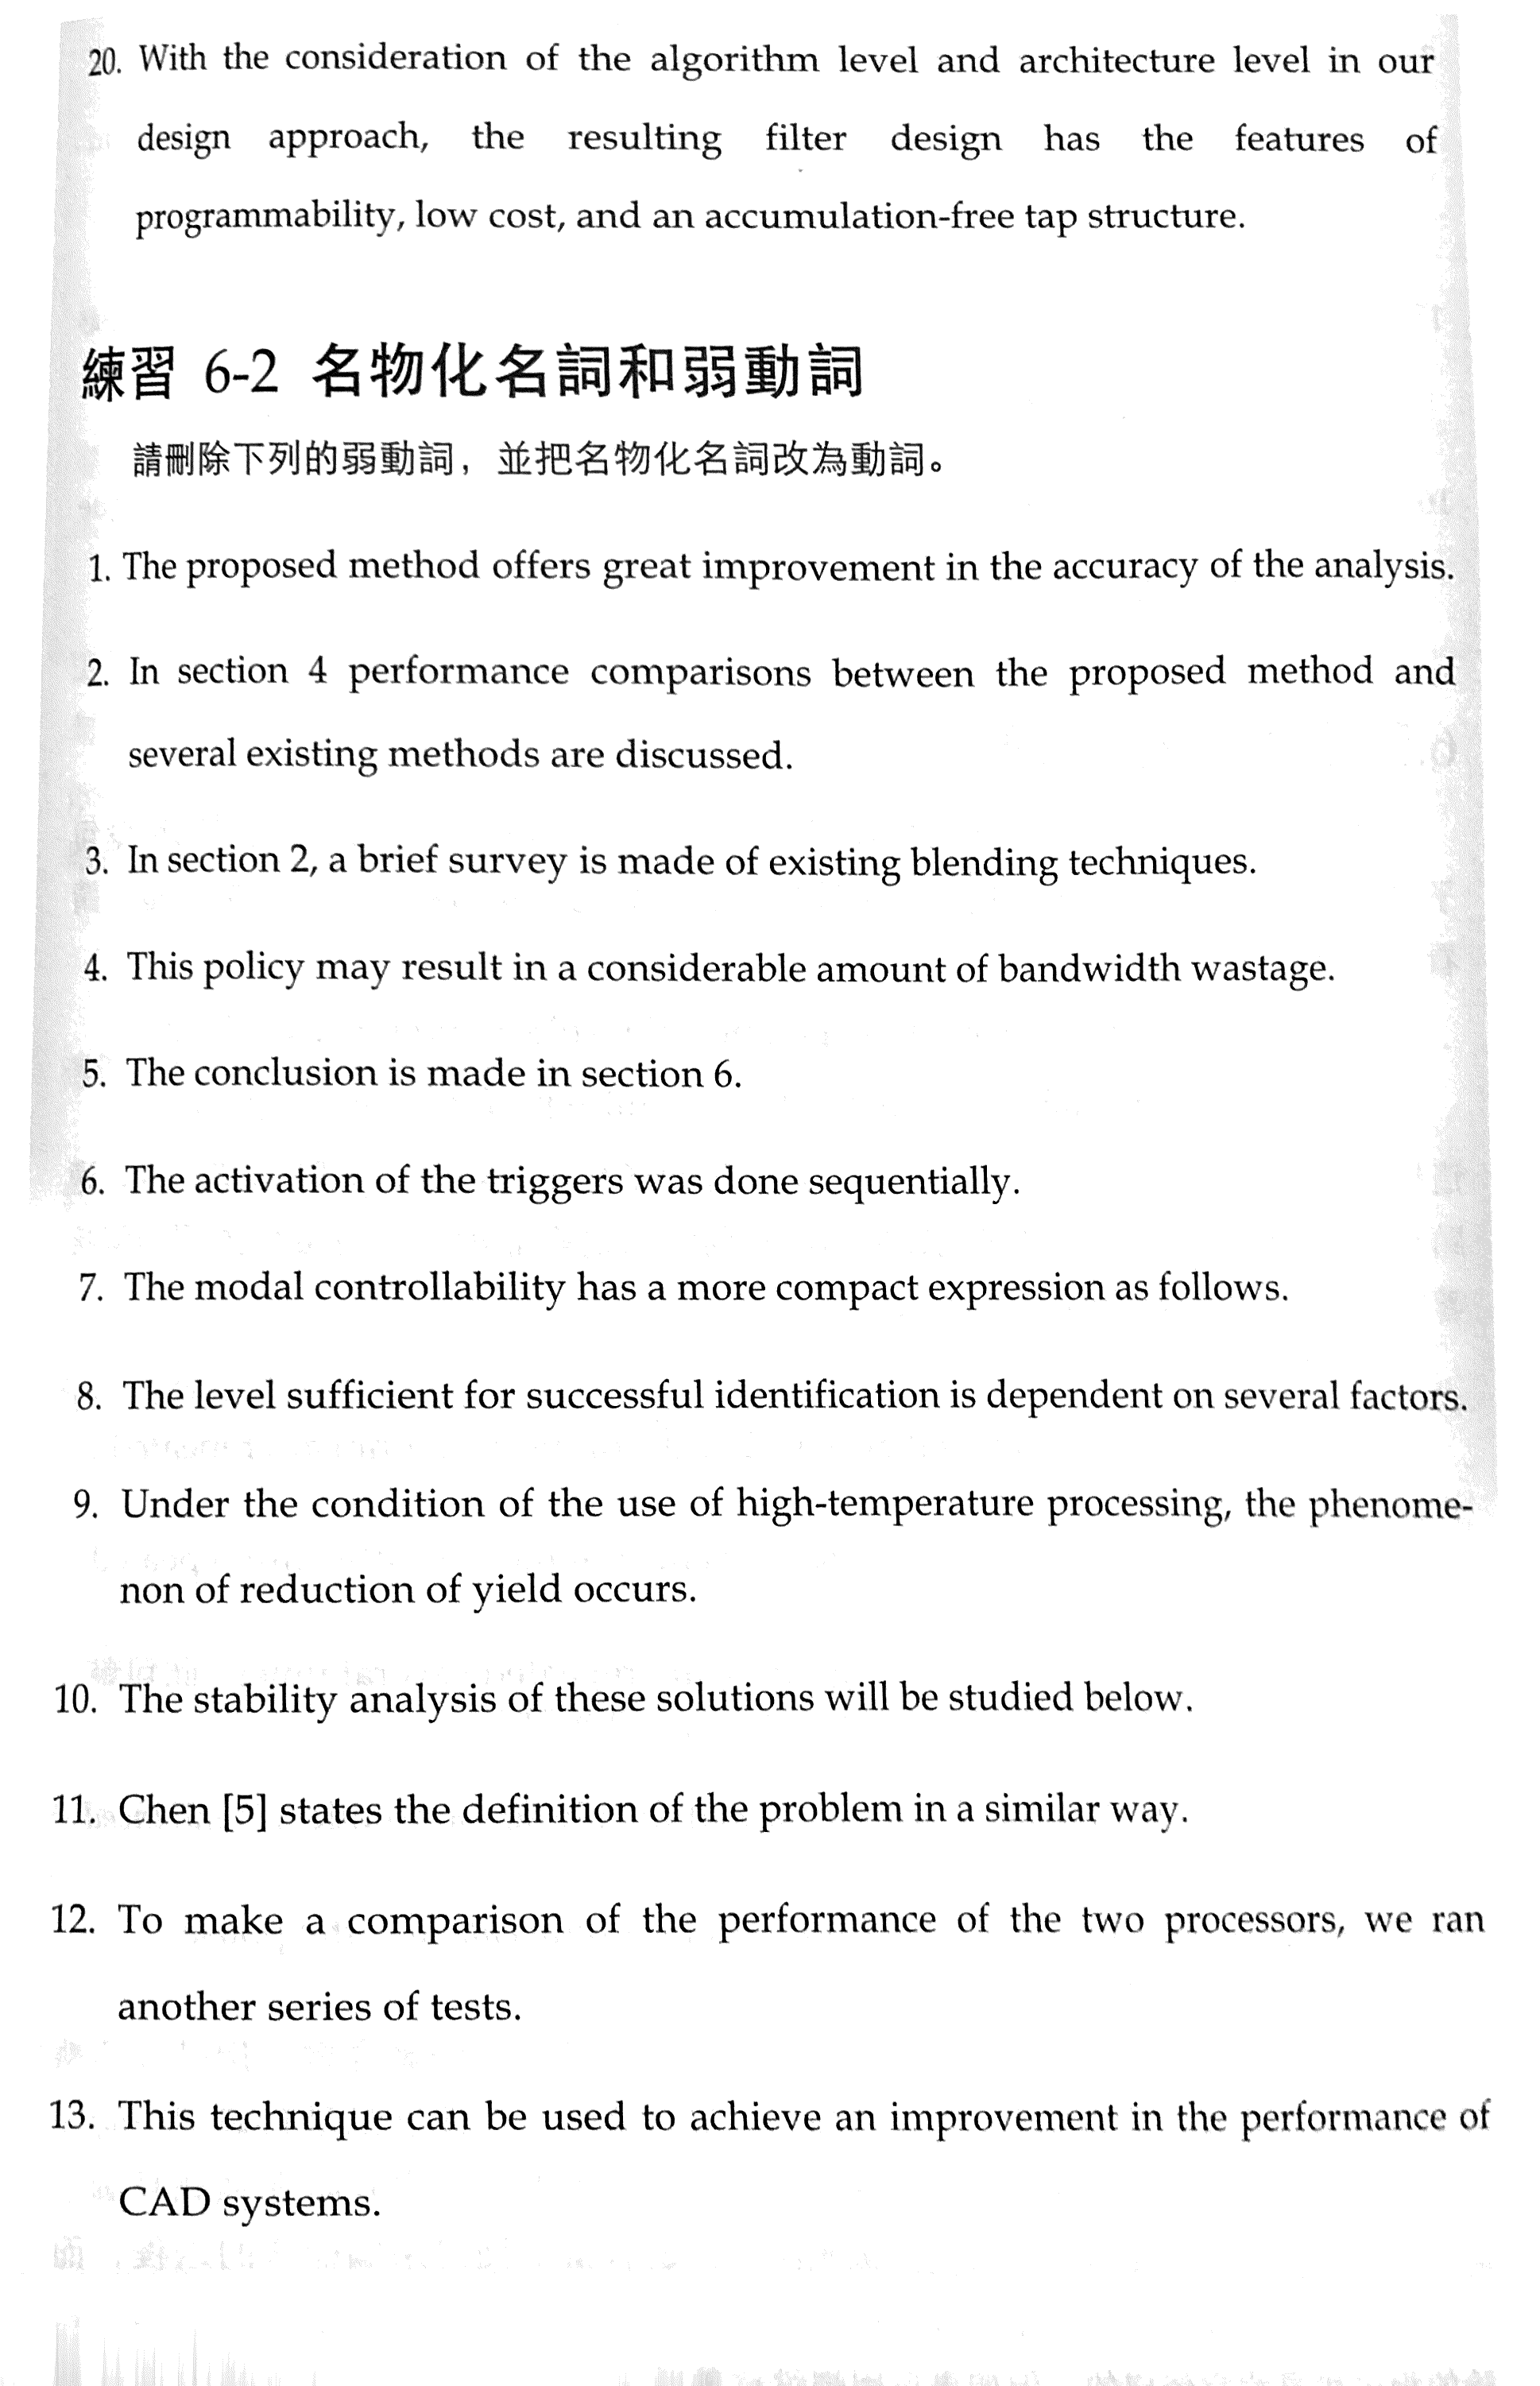 20. With the consideration of the algorithm level and architecture level in our
design approach, the resulting filter design has the features of
programmability, low cost, and an accumulation-free tap structure.
練習 6-2 名物化名詞和弱動詞
請刪除下列的弱動詞，並把名物化名詞改為動詞。
1. The proposed method offers great improvement in the accuracy of the analysis.
2. In section 4 performance comparisons between the proposed method and
several existing methods are discussed.
3. In section 2, a brief survey is made of existing blending techniques.
4. This policy may result in a considerable amount of bandwidth wastage.
5. The conclusion is made in section 6.
6. The activation of the triggers was done sequentially.
7. The modal controllability has a more compact expression as follows.
8. The level sufficient for successful identification is dependent on several factors.
9. Under the condition of the use of high-temperature processing, the phenome-
non of reduction of yield occurs.
10. The stability analysis of these solutions will be studied below.
11. Chen [5] states the definition of the problem in a similar way.
12. To make a comparison of the performance of the two processors, we ran
another series of tests.
13. This technique can be used to achieve an improvement in the performance of
CAD systems.